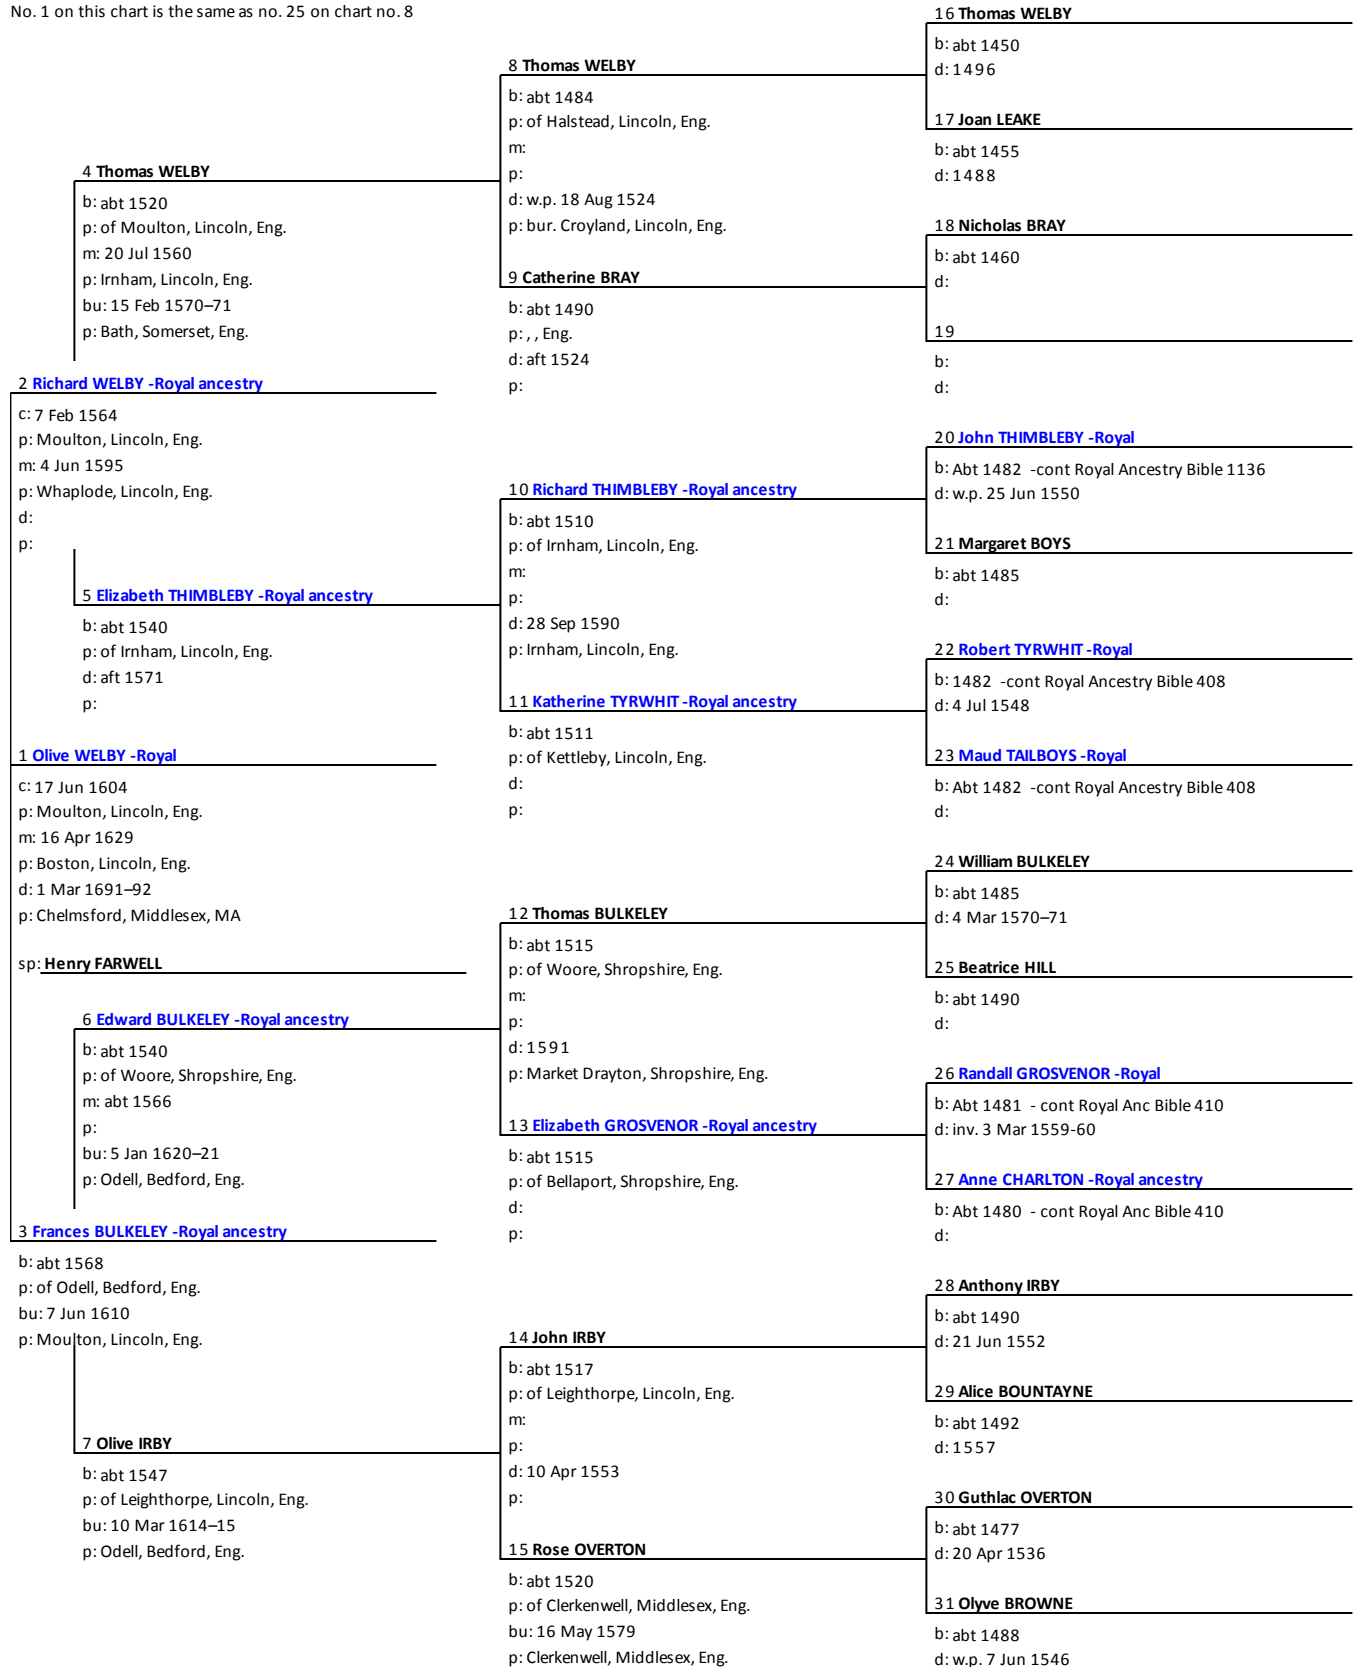 No. 1 on this chart is the same as no. 25 on chart no. 8
4 Thomas WELBY
b: abt 1520
p: of Moulton, Lincoln, Eng.
m: 20 Jul 1560
p: Irnham, Lincoln, Eng.
bu: 15 Feb 1570–71
p: Bath, Somerset, Eng.
2 Richard WELBY -Royal ancestry
c: 7 Feb 1564
p: Moulton, Lincoln, Eng.
m: 4 Jun 1595
p: Whaplode, Lincoln, Eng.
d:
p:
5 Elizabeth THIMBLEBY -Royal ancestry
b: abt 1540
p: of Irnham, Lincoln, Eng.
d: aft 1571
p:
1 Olive WELBY -Royal
c: 17 Jun 1604
p: Moulton, Lincoln, Eng.
m: 16 Apr 1629
p: Boston, Lincoln, Eng.
d: 1 Mar 1691–92
p: Chelmsford, Middlesex, MA
sp: Henry FARWELL
6 Edward BULKELEY -Royal ancestry
b: abt 1540
p: of Woore, Shropshire, Eng.
m: abt 1566
p:
bu: 5 Jan 1620–21
p: Odell, Bedford, Eng.
3 Frances BULKELEY -Royal ancestry
b: abt 1568
p: of Odell, Bedford, Eng.
bu: 7 Jun 1610
p: Moulton, Lincoln, Eng.
7 Olive IRBY
b: abt 1547
p: of Leighthorpe, Lincoln, Eng.
bu: 10 Mar 1614–15
p: Odell, Bedford, Eng.
8 Thomas WELBY
b: abt 1484
p: of Halstead, Lincoln, Eng.
m:
p:
d: w.p. 18 Aug 1524
p: bur. Croyland, Lincoln, Eng.
9 Catherine BRAY
b: abt 1490
p: , , Eng.
d: aft 1524
p:
10 Richard THIMBLEBY -Royal ancestry
b: abt 1510
p: of Irnham, Lincoln, Eng.
m:
p:
d: 28 Sep 1590
p: Irnham, Lincoln, Eng.
11 Katherine TYRWHIT -Royal ancestry
b: abt 1511
p: of Kettleby, Lincoln, Eng.
d:
p:
12 Thomas BULKELEY
b: abt 1515
p: of Woore, Shropshire, Eng.
m:
p:
d: 1591
p: Market Drayton, Shropshire, Eng.
13 Elizabeth GROSVENOR -Royal ancestry
b: abt 1515
p: of Bellaport, Shropshire, Eng.
d:
p:
14 John IRBY
b: abt 1517
p: of Leighthorpe, Lincoln, Eng.
m:
p:
d: 10 Apr 1553
p:
15 Rose OVERTON
b: abt 1520
p: of Clerkenwell, Middlesex, Eng.
bu: 16 May 1579
p: Clerkenwell, Middlesex, Eng.
16 Thomas WELBY
b: abt 1450
d: 1496
17 Joan LEAKE
b: abt 1455
d: 1488
18 Nicholas BRAY
b: abt 1460
d:
19
b:
d:
20 John THIMBLEBY -Royal
b: Abt 1482 -cont Royal Ancestry Bible 1136
d: w.p. 25 Jun 1550
21 Margaret BOYS
b: abt 1485
d:
22 Robert TYRWHIT -Royal
b: 1482 -cont Royal Ancestry Bible 408
d: 4 Jul 1548
23 Maud TAILBOYS -Royal
b: Abt 1482 -cont Royal Ancestry Bible 408
d:
24 William BULKELEY
b: abt 1485
d: 4 Mar 1570–71
25 Beatrice HILL
b: abt 1490
d:
26 Randall GROSVENOR -Royal
b: Abt 1481 - cont Royal Anc Bible 410
d: inv. 3 Mar 1559-60
27 Anne CHARLTON -Royal ancestry
b: Abt 1480 - cont Royal Anc Bible 410
d:
28 Anthony IRBY
b: abt 1490
d: 21 Jun 1552
29 Alice BOUNTAYNE
b: abt 1492
d: 1557
30 Guthlac OVERTON
b: abt 1477
d: 20 Apr 1536
31 Olyve BROWNE
b: abt 1488
d: w.p. 7 Jun 1546